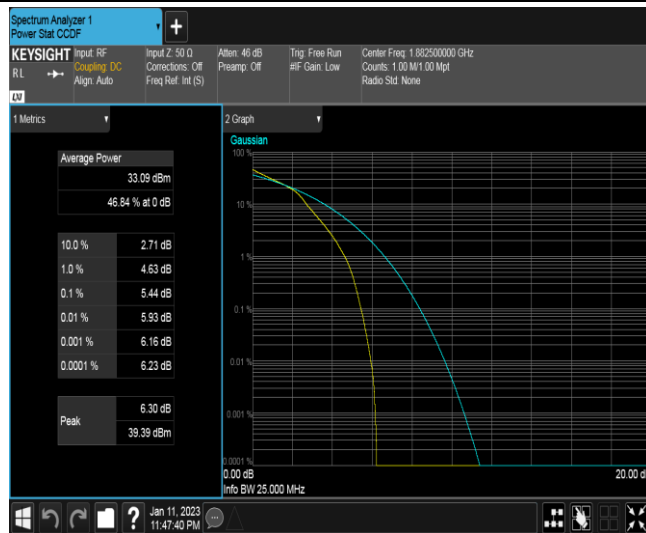 Spectrum Analyzer 1
Power Stat CCDF
+
KEYSIGHT
RL
Input: RF
Coupling: DC
Align: Auto
Input Z: 50 Ω
Corrections: Off
Freq Ref: Int (S)
Atten: 46 dB
Preamp: Off
Trig: Free Run
#IF Gain: Low
Center Freq: 1.882500000 GHz
Counts: 1.00 M/1.00 Mpt
Radio Std: None
1 Metrics
Average Power
33.09 dBm
46.84 % at 0 dB
10.0 % 2.71 dB
1.0 % 4.63 dB
0.1 % 5.44 dB
0.01 % 5.93 dB
0.001 % 6.16 dB
0.0001 % 6.23 dB
Peak
6.30 dB
39.39 dBm
2 Graph
Gaussian
100 %
10 %
1 %
0.1 %
0.01 %
0.001 %
0.0001 %
0.00 dB
20.00 d
Info BW 25.000 MHz
?
Jan 11, 2023
11:47:40 PM